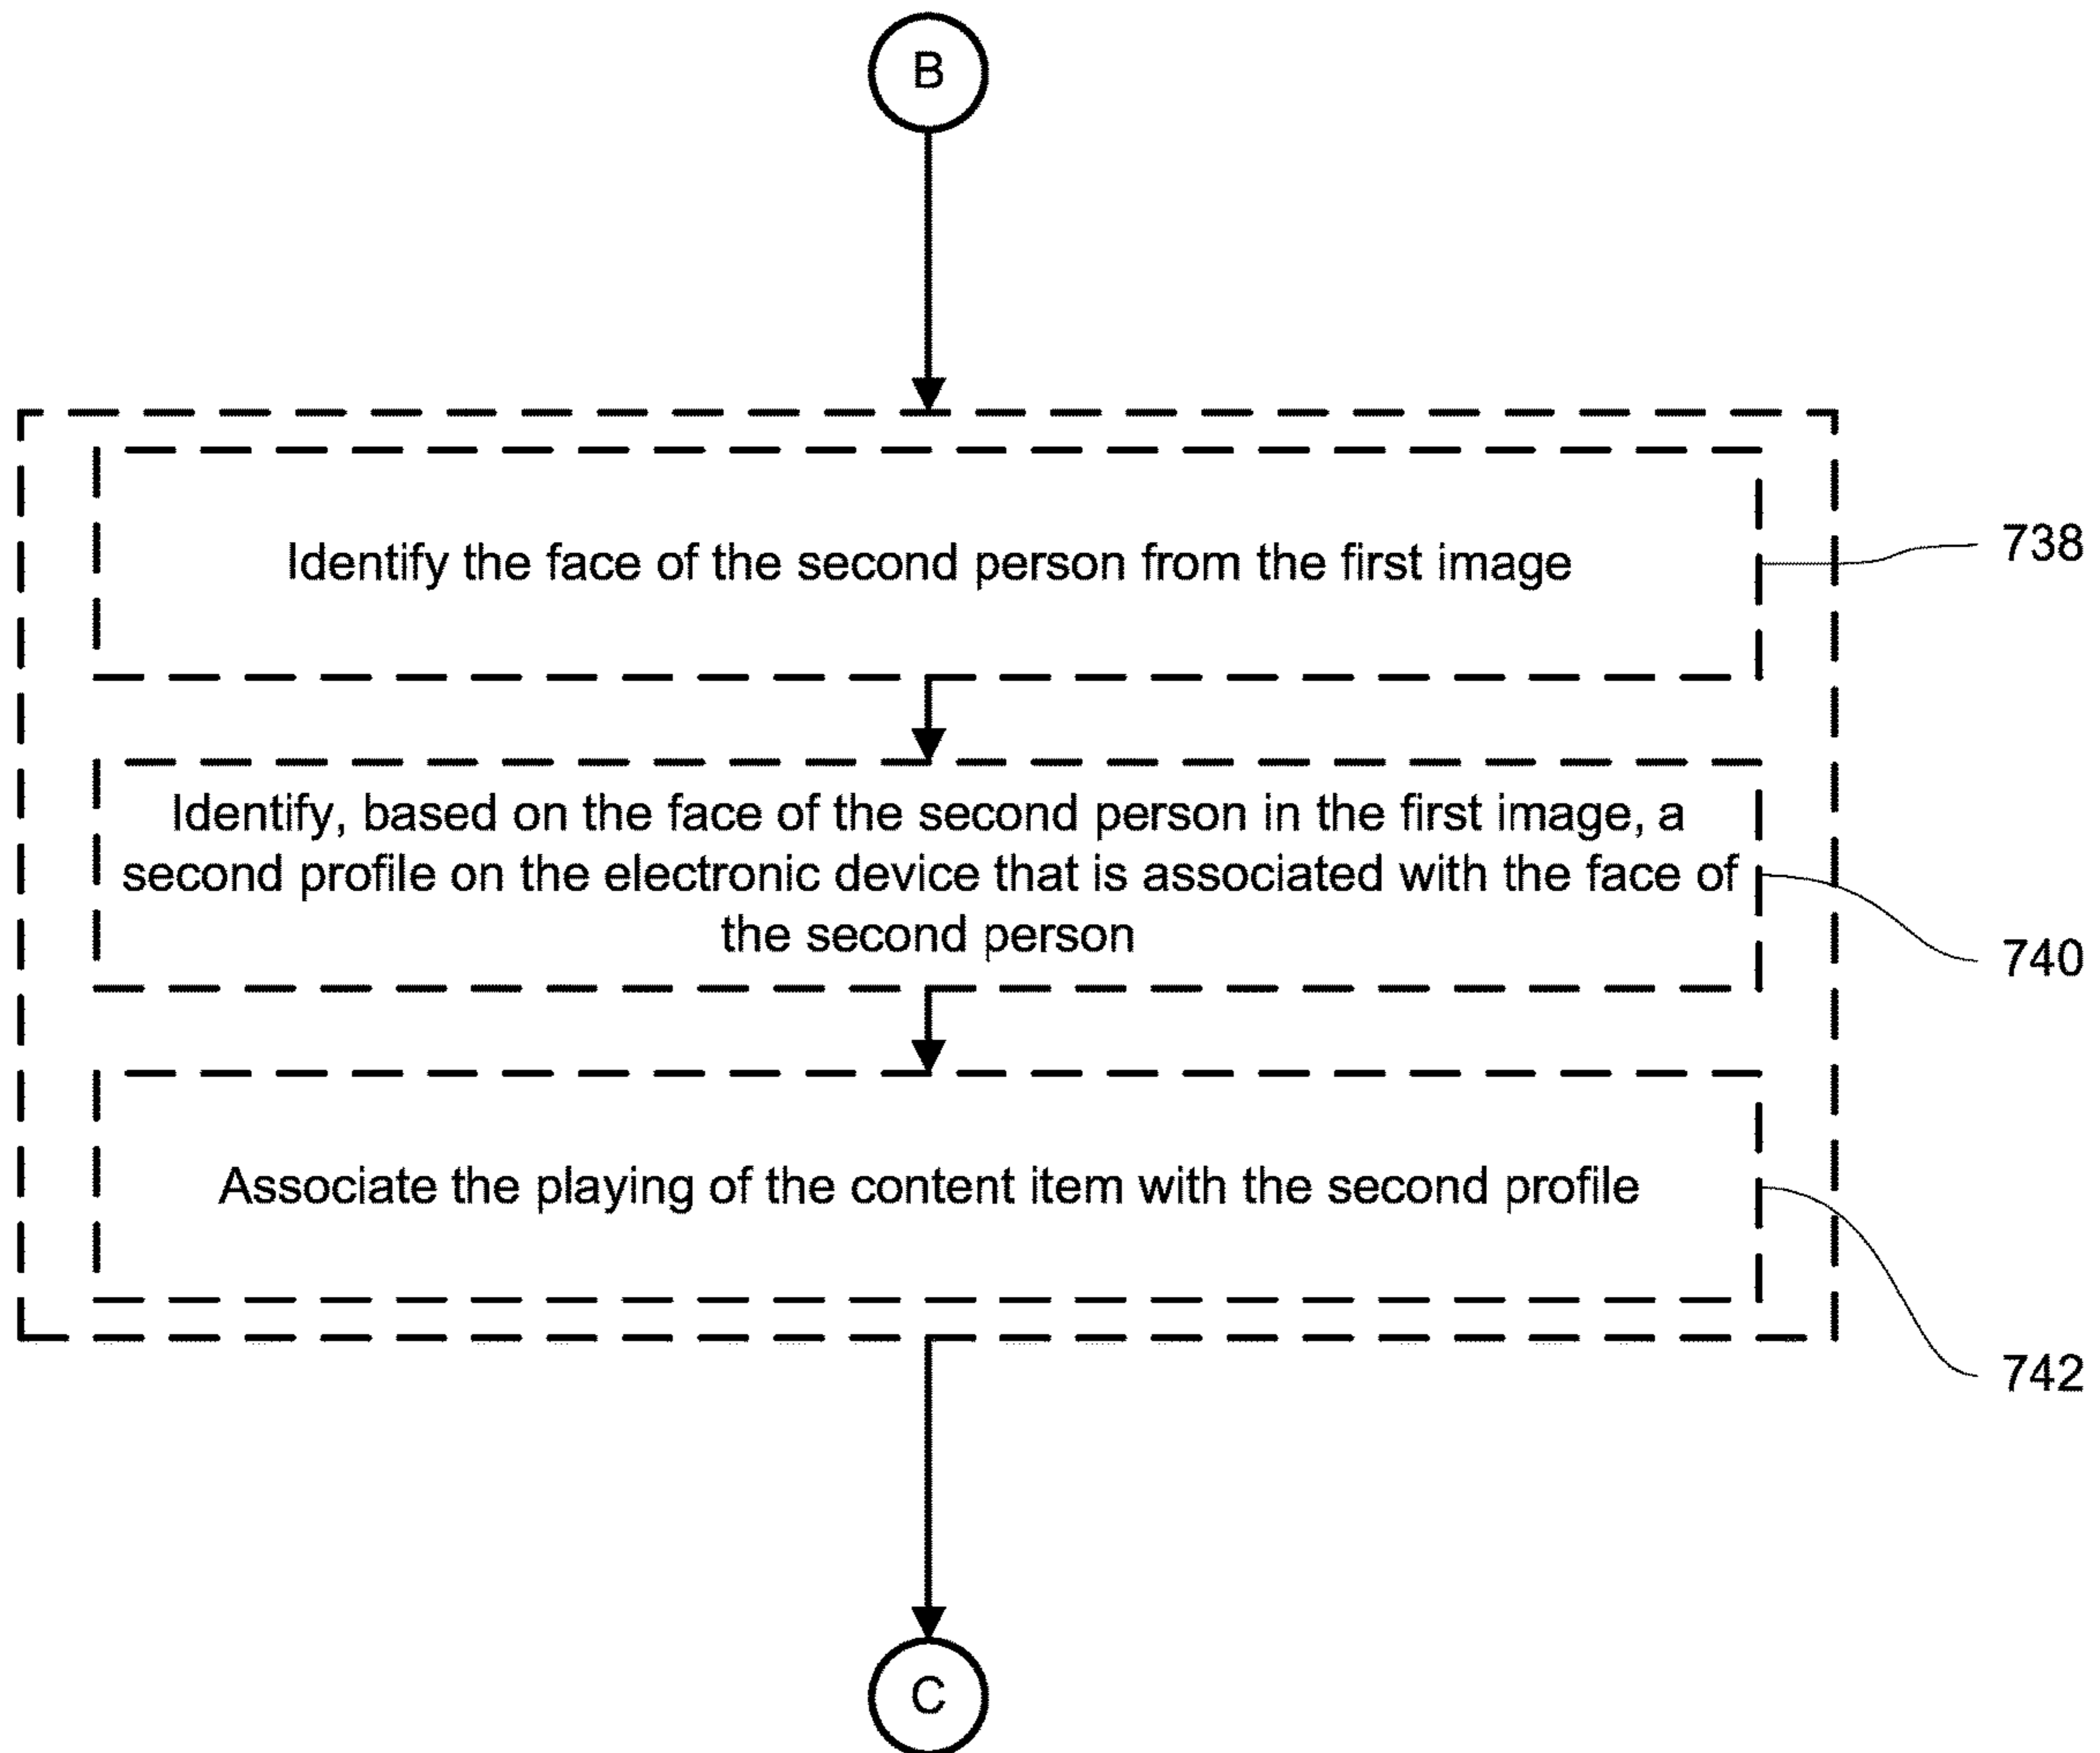 B
Identify the face of the second person from the first image
738
Identify, based on the face of the second person in the first image, a
second profile on the electronic device that is associated with the face of
the second person
740
Associate the playing of the content item with the second profile
742
C